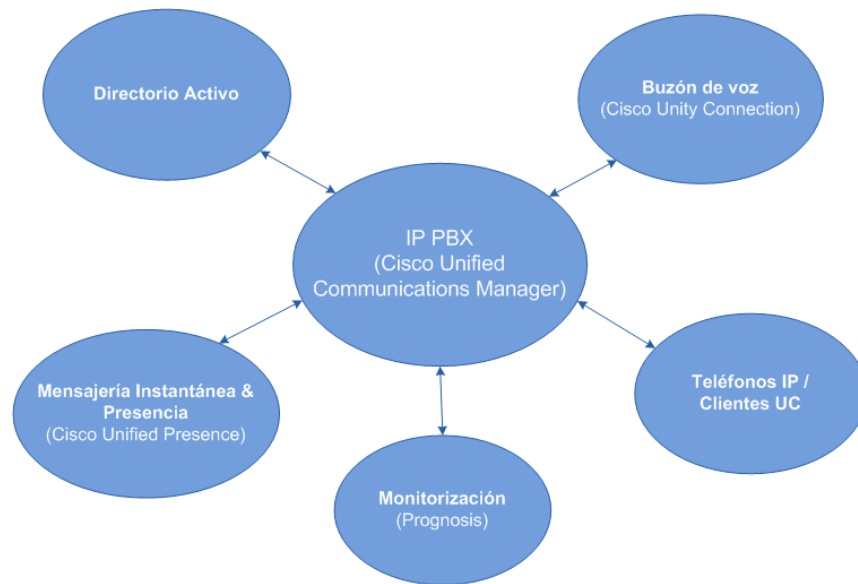 Directorio Activo
Buzón de voz
(Cisco Unity Connection)
IP PBX
(Cisco Unified
Communications Manager)
Mensajería Instantánea &
Presencia
(Cisco Unified Presence)
Teléfonos IP /
Clientes UC
Monitorización
(Prognosis)